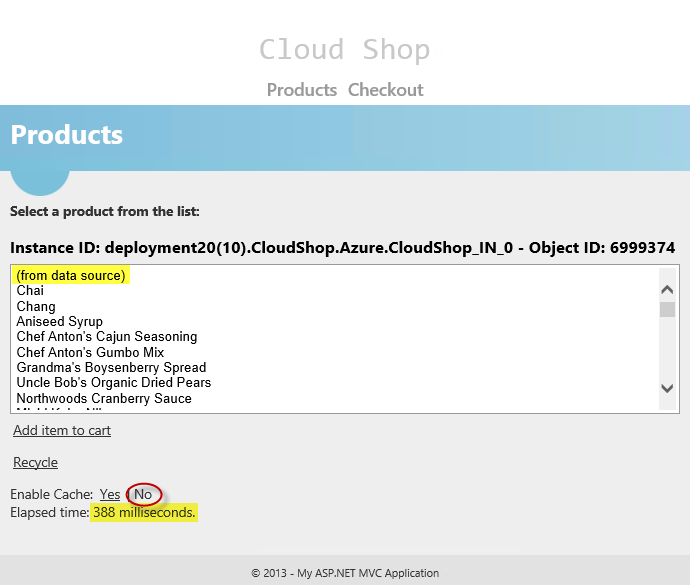 Cloud Shop
Products Checkout
Products
Select a product from the list:
Instance ID: deployment20(10).CloudShop.Azure.CloudShop_IN_0 - Object ID: 6999374
(from data source)
Chai
Chang
Aniseed Syrup
Chef Anton's Cajun Seasoning
Chef Anton's Gumbo Mix
Grandma's Boysenberry Spread
Uncle Bob's Organic Dried Pears
Northwoods Cranberry Sauce
Add item to cart
Recycle
Enable Cache: Yes | No
Elapsed time: 388 milliseconds.
© 2013 - My ASP.NET MVC Application